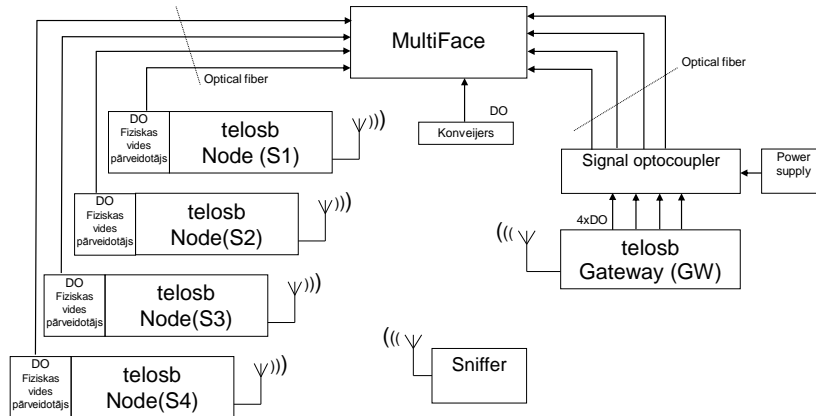 MultiFace
Optical fiber
Optical fiber
DO
Konveijers
DO
Fiziskas
vides
pārveidotājs
telosb
Node (S1)
)))
Signal optocoupler
Power
supply
DO
Fiziskas
vides
pārveidotājs
telosb
Node(S2)
)))
4xDO
(((
telosb
Gateway (GW)
DO
Fiziskas
vides
pārveidotājs
telosb
Node(S3)
)))
DO
Fiziskas
vides
pārveidotājs
telosb
Node(S4)
)))
(((
Sniffer